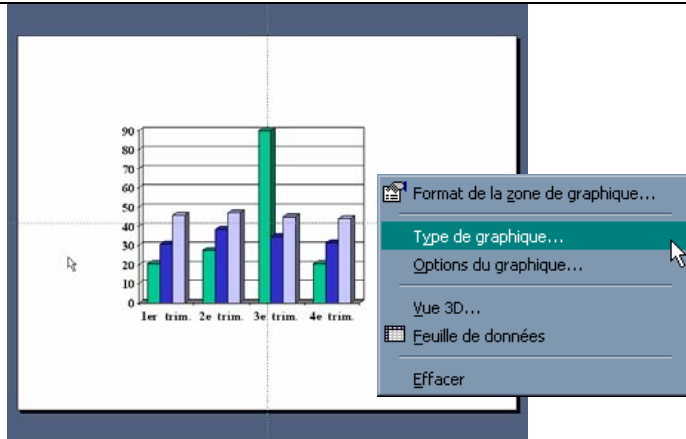 90
80
70
60
50
40
30
20
10
0
1er trim. 2e trim. 3e trim. 4e trim.
Format de la zone de graphique...
Type de graphique...
Options du graphique...
Vue 3D...
Feuille de données
Effacer